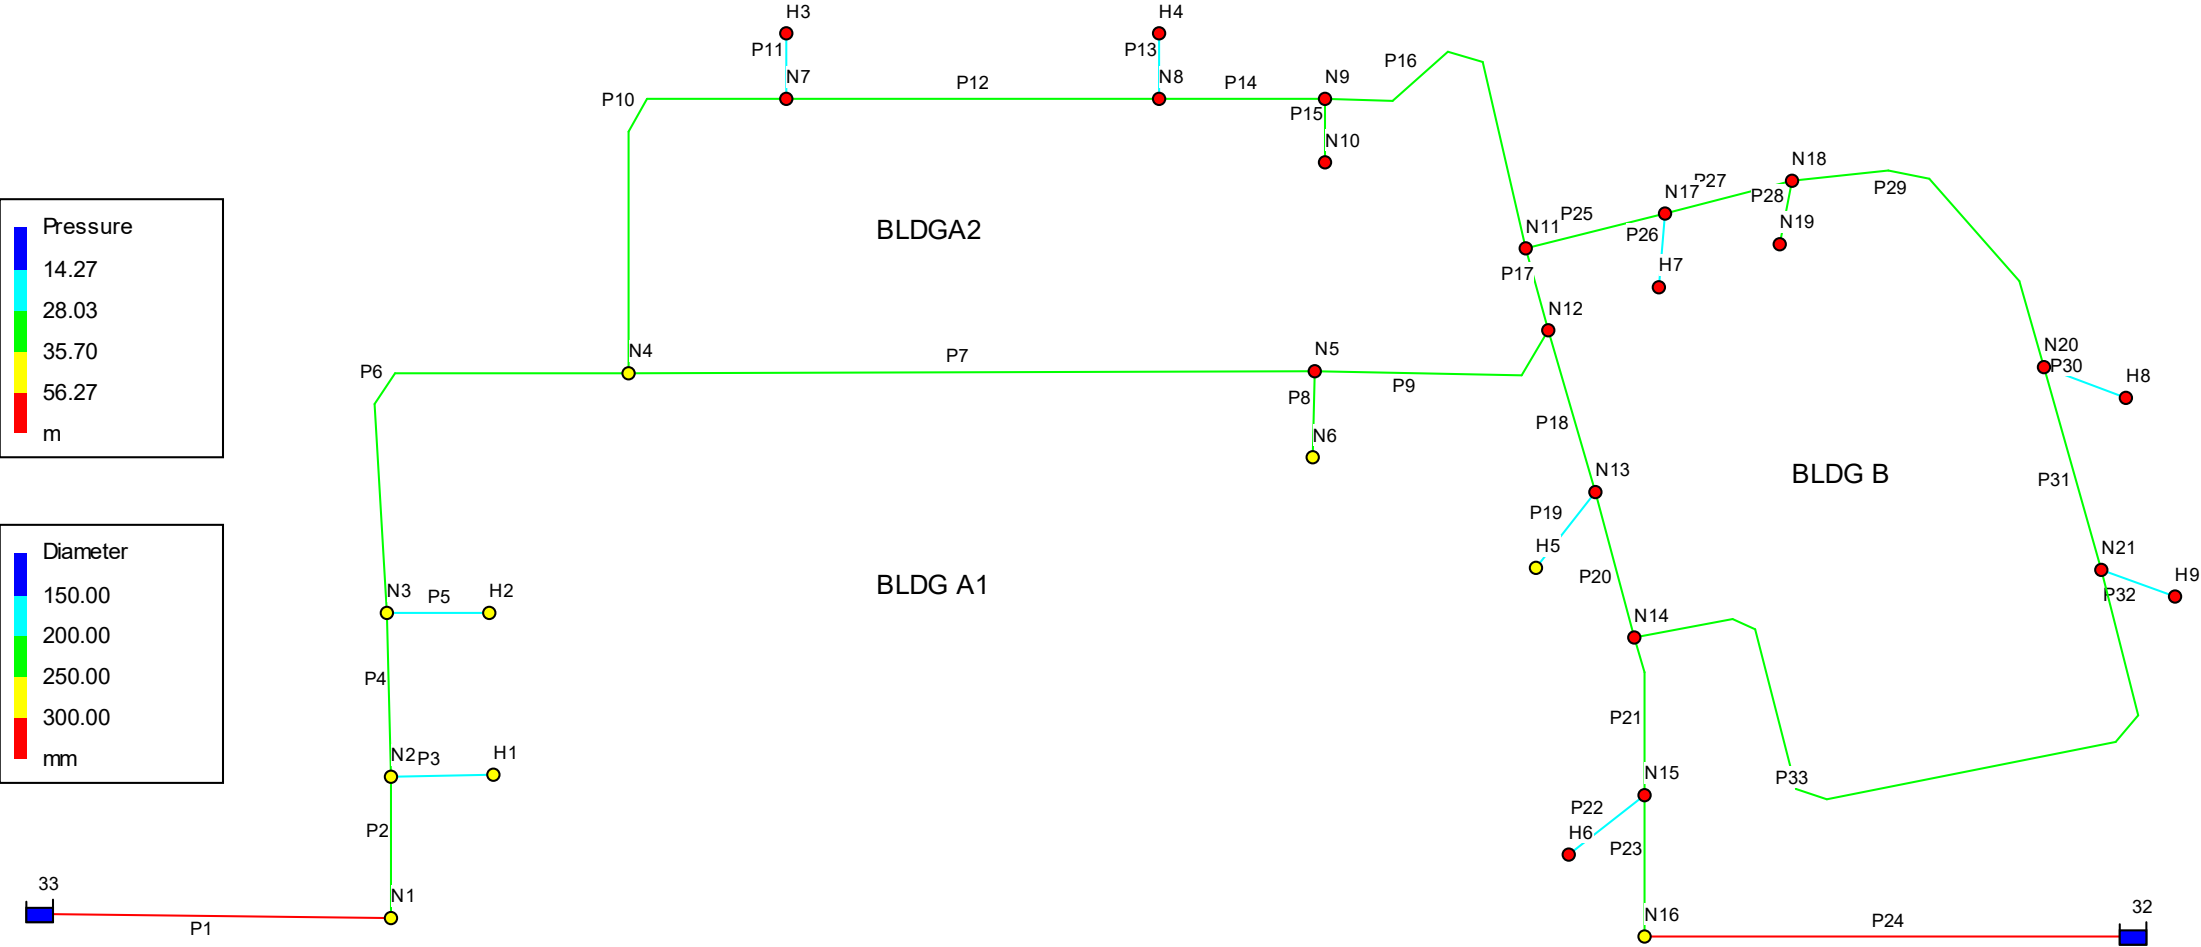 H3
H4
P11
P13
P16
N7
P12
N8
P14
N9
P10
P15
N10
N18
P27
N17
P28
P29
Pressure
14.27
28.03
35.70
56.27
m
BLDGA2
P25
N11
P26
N19
P17
H7
N12
N4
P7
N5
P6
P9
P8
N6
N20
P30
H8
P18
N13
BLDG B
P31
P19
H5
P20
N21
H9
P32
Diameter
150.00
200.00
250.00
300.00
mm
BLDG A1
N3
P5
H2
N14
P4
P21
N2
P3
H1
N15
P33
P22
H6
P2
P23
33
N1
P1
N16
P24
32